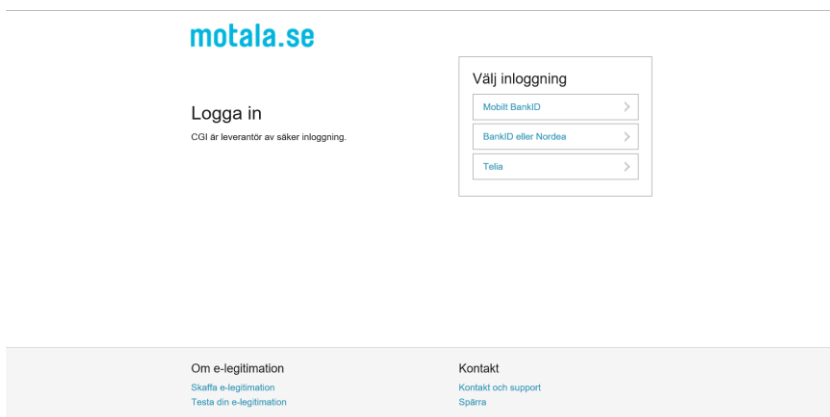 motala.se
Logga in
CGI är leverantör av säker inloggning.
Välj inloggning
Mobilt BankID
BankID eller Nordea
Telia
Om e-legitimation
Skaffa e-legitimation
Testa din e-legitimation
Kontakt
Kontakt och support
Spärra